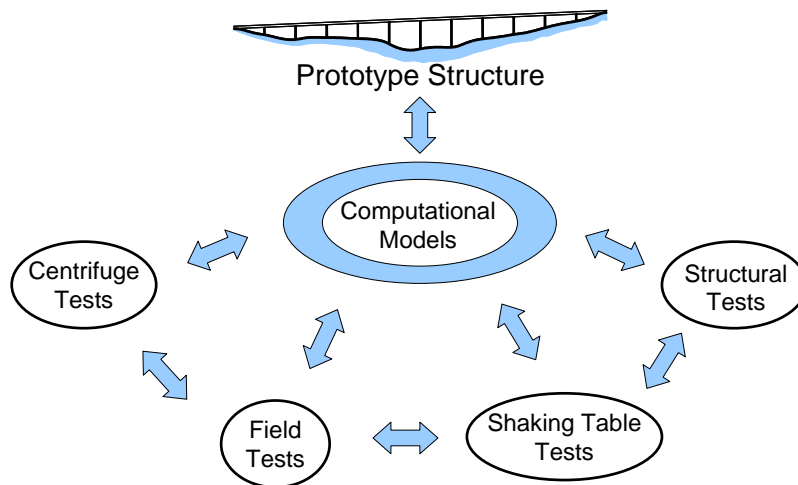 Prototype Structure
Computational
Models
Centrifuge
Tests
Structural
Tests
Field
Tests
Shaking Table
Tests